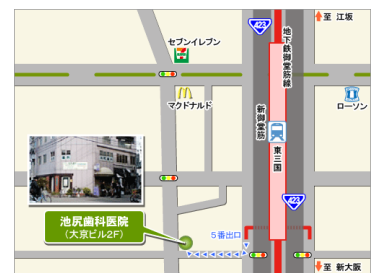 至 江坂
423
地下鉄御堂筋線
セブンイレブン
マクドナルド
新御堂筋
ローソン
東三国
423
池尻歯科医院
(大京ビル2F)
5番出口
至 新大阪